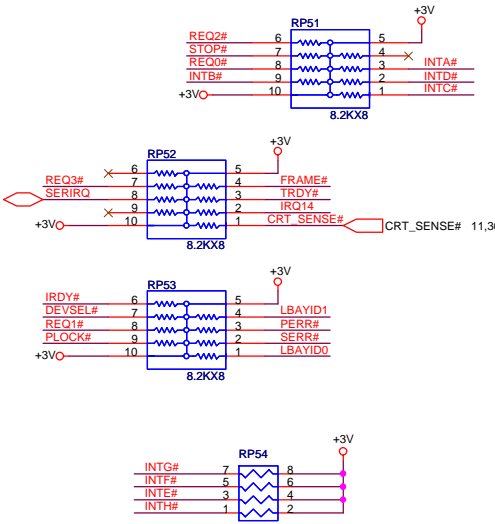 +3V
RP51
REQ2# 6 5
STOP# 7 4
REQ0# 8 3 INTA#
INTB# 9 2 INTD#
+3V 10 1 INTC#
8.2KX8
+3V
RP52
6 5
REQ3# 7 4 FRAME#
SERIRQ 8 3 TRDY#
9 2 IRQ14
+3V 10 1 CRT_SENSE# CRT_SENSE# 11,30
8.2KX8
+3V
RP53
IRDY# 6 5
DEVSEL# 7 4 LBAYID1
REQ1# 8 3 PERR#
PLOCK# 9 2 SERR#
+3V 10 1 LBAYID0
8.2KX8
+3V
RP54
INTG# 7 8
INTF# 5 6
INTE# 3 4
INTH# 1 2